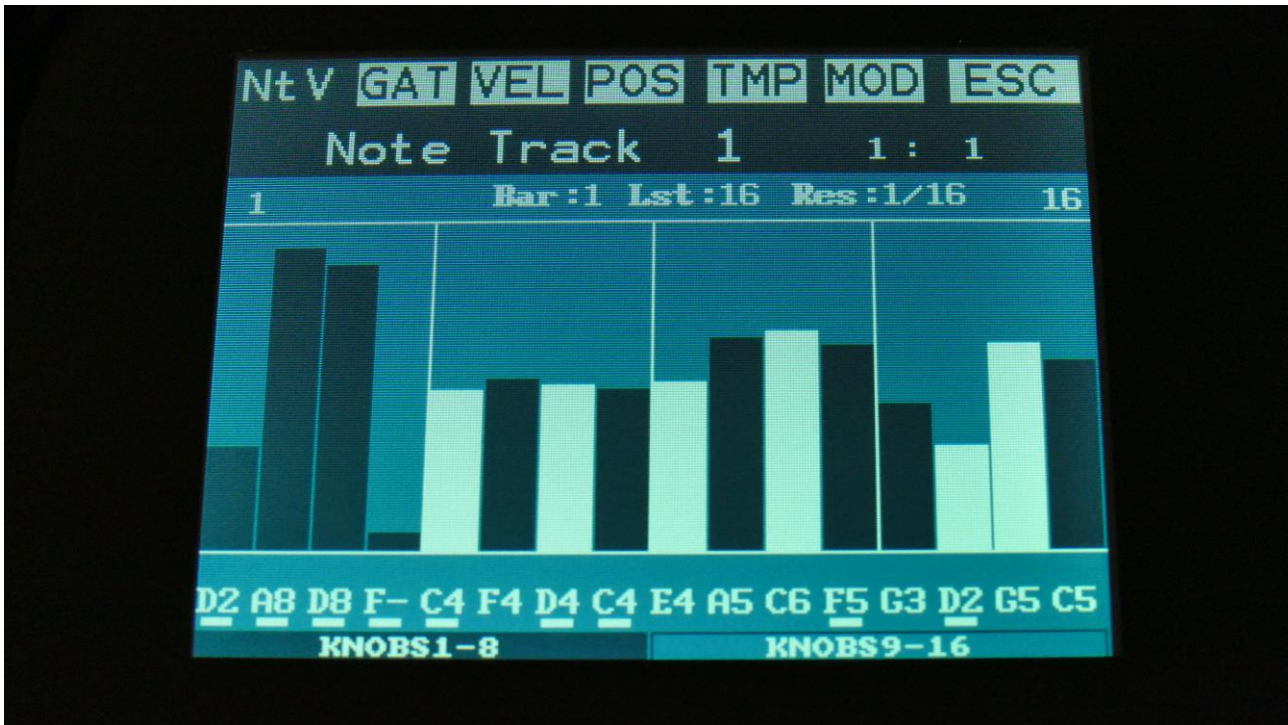 NtV GAT VEL POS TMP MOD ESC
Note Track 1 1: 1
1 Bar:1 Lst:16 Res:1/16 16
D2 A8 D8 F- C4 F4 D4 C4 E4 A5 C6 F5 G3 D2 G5 C5
KNOBS1-8 KNOBS9-16